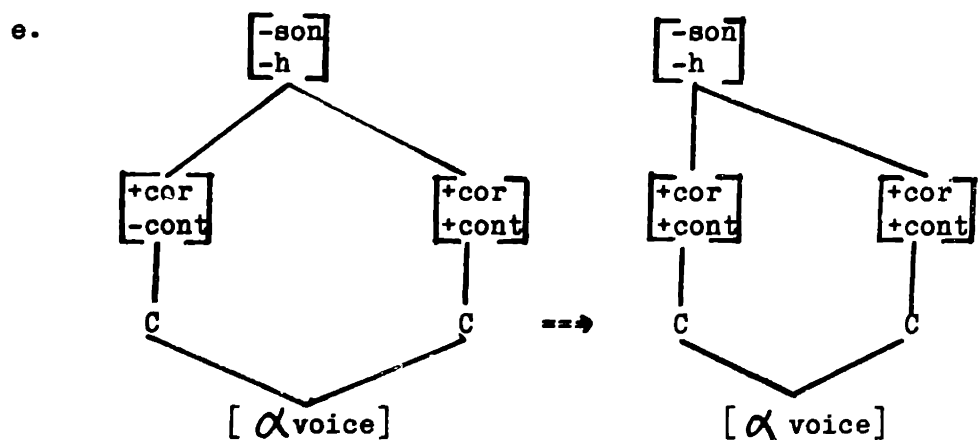 e.
[-son [-son
-h] -h]
[+cor [+cor [+cor [+cor
-cont] +cont] +cont] +cont]
C C ==→ C C
[ α voice] [ α voice]